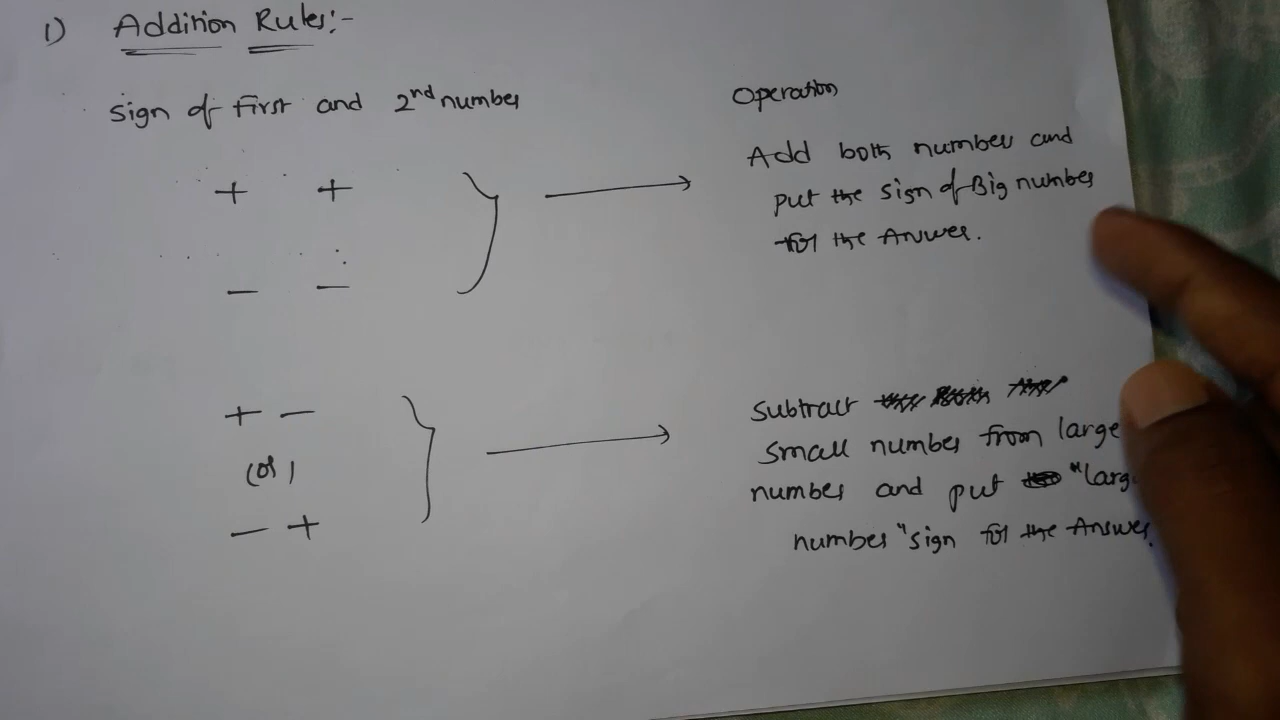 1) Addition Rules:-
Sign of First and 2nd number
Operation
+ +
Add both number and
put the sign of Big number
for the Answer.
— —
+ —
(or)
— +
Subtract
Small number from large
number and put "larg
number" sign for the Answer.